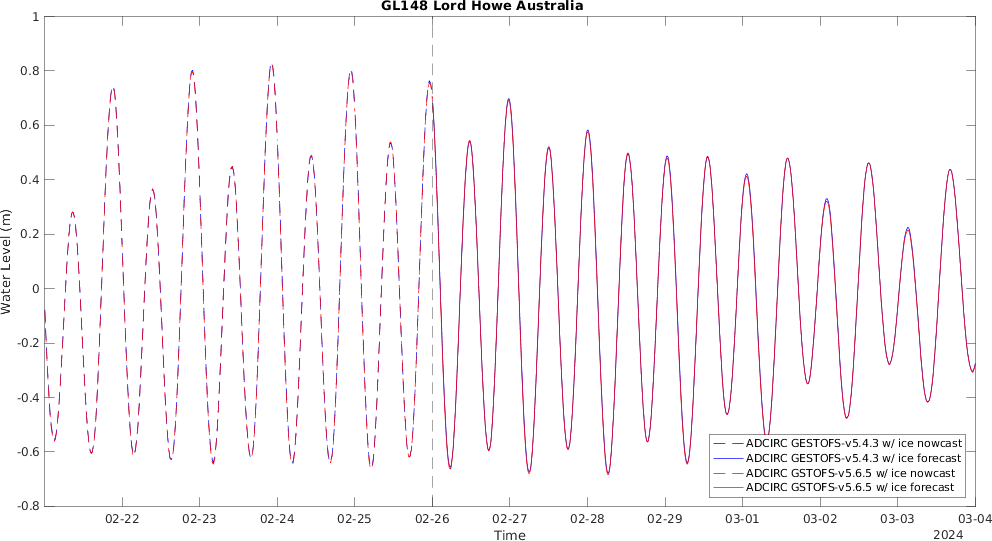 GL148 Lord Howe Australia
1
0.8
0.6
0.4
0.2
0
-0.2
-0.4
-0.6
-0.8
Water Level (m)
ADCIRC GESTOFS-v5.4.3 w/ ice nowcast
ADCIRC GESTOFS-v5.4.3 w/ ice forecast
ADCIRC GSTOFS-v5.6.5 w/ ice nowcast
ADCIRC GSTOFS-v5.6.5 w/ ice forecast
02-22 02-23 02-24 02-25 02-26 02-27 02-28 02-29 03-01 03-02 03-03 03-04
Time
2024